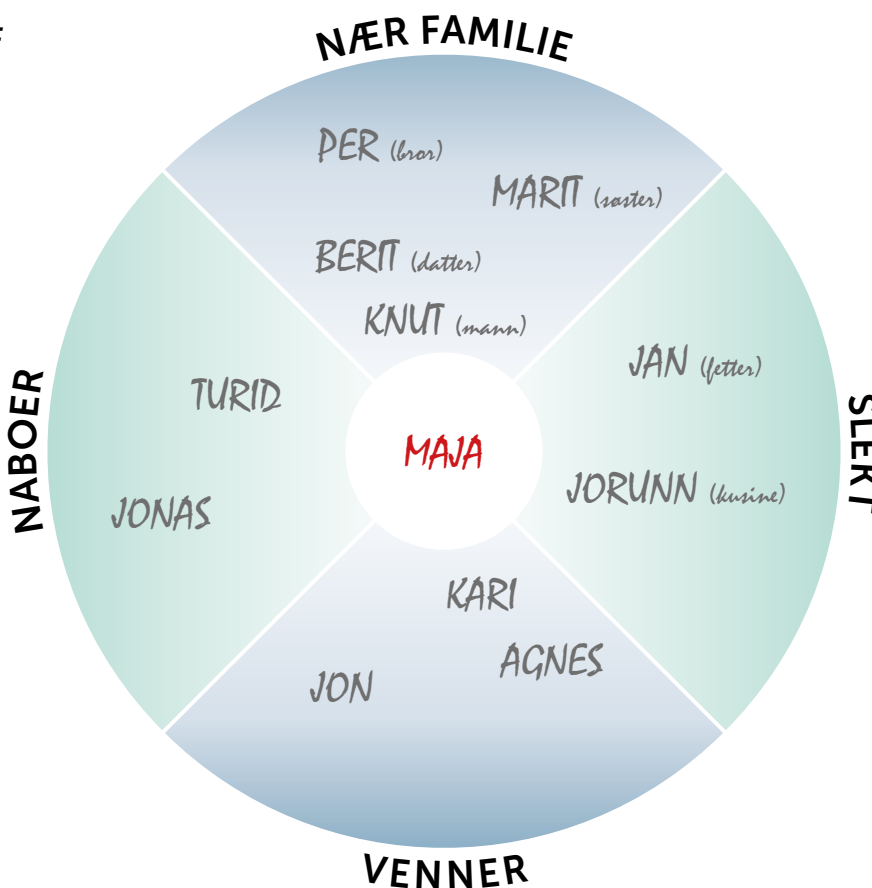 NÆR FAMILIE
PER (bror)
MARIT (søster)
BERIT (datter)
KNUT (mann)
JAN (fetter)
TURID
NABOER
MAJA
JORUNN (kusine)
JONAS
KARI
AGNES
JON
VENNER